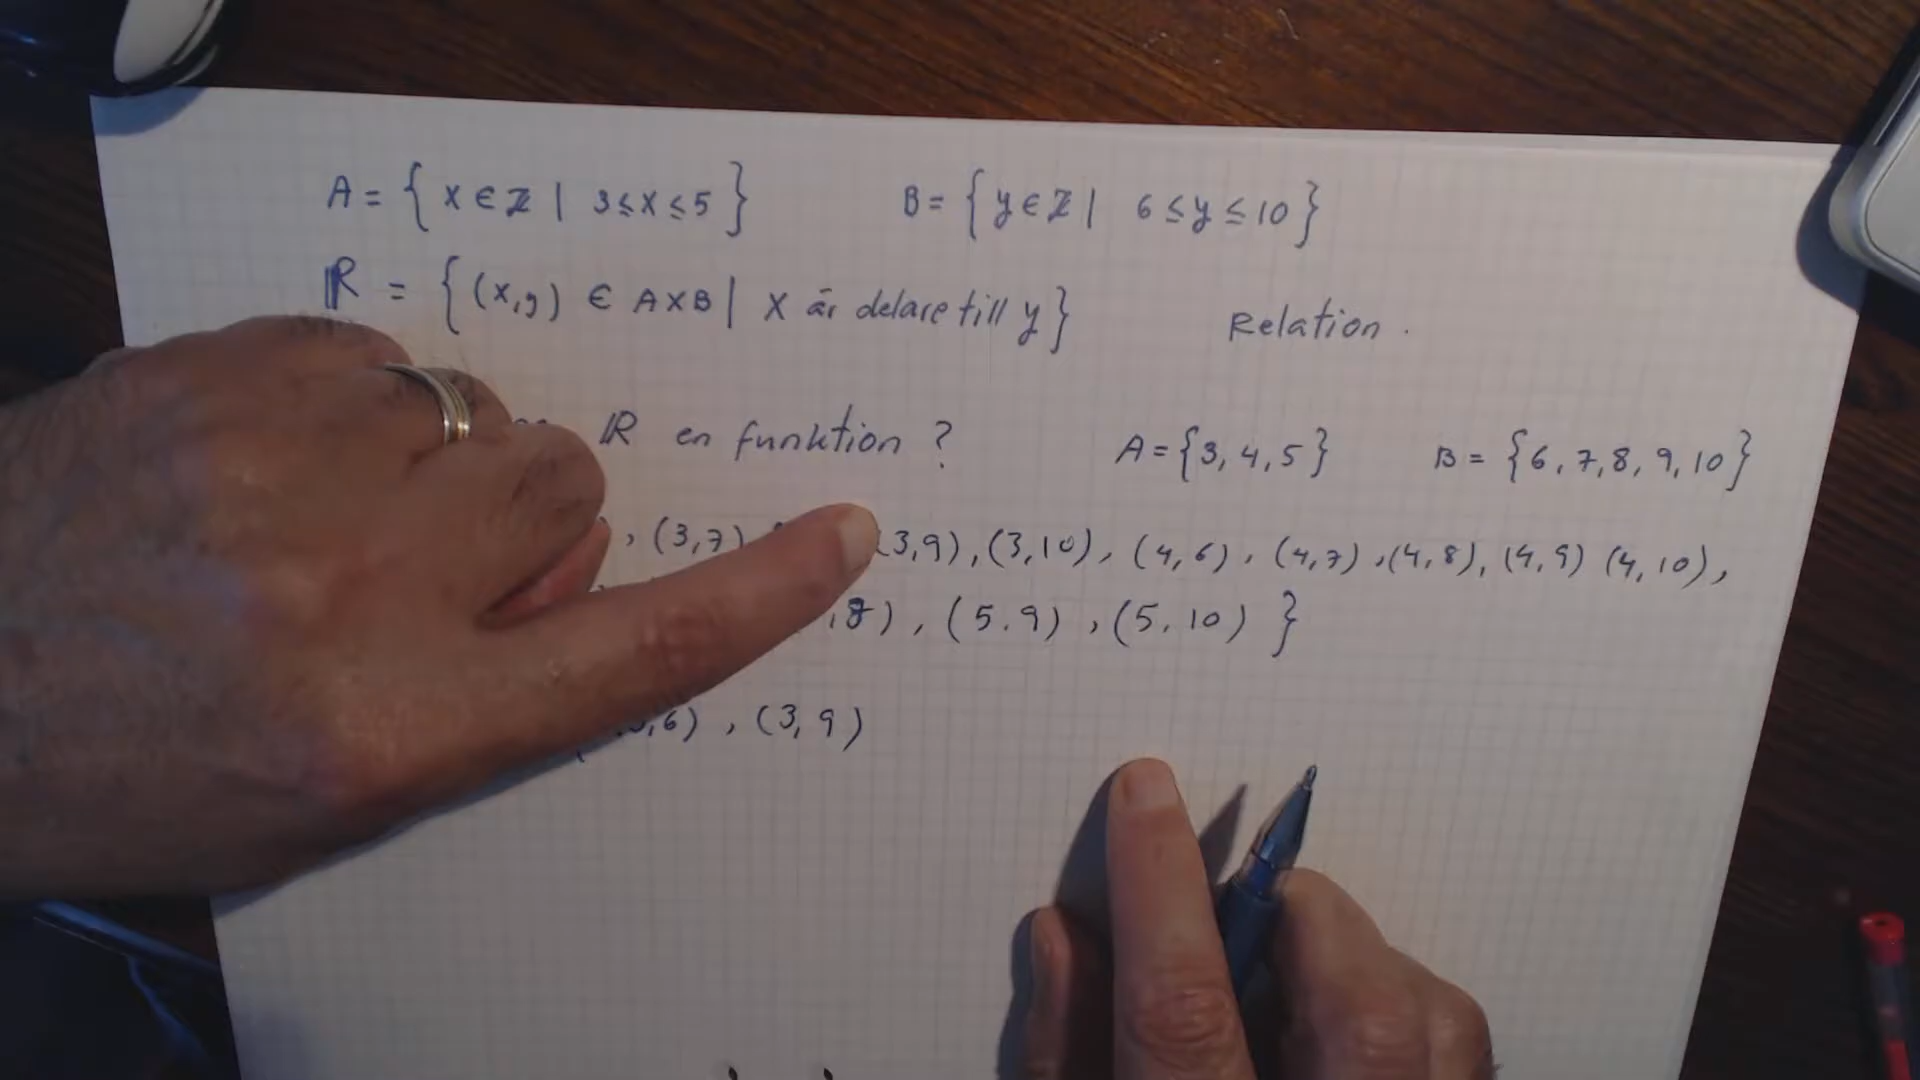 A = { x ∈ ℤ | 3 ≤ x ≤ 5 } B = { y ∈ ℤ | 6 ≤ y ≤ 10 }
ℝ = { (x,y) ∈ A×B | x är delare till y } Relation.
ℝ en funktion ? A = {3, 4, 5} B = {6, 7, 8, 9, 10}
, (3,7) (3,9), (3,10), (4,6), (4,7), (4,8), (4,9) (4,10),
,8), (5.9), (5.10) }
,6), (3,9)